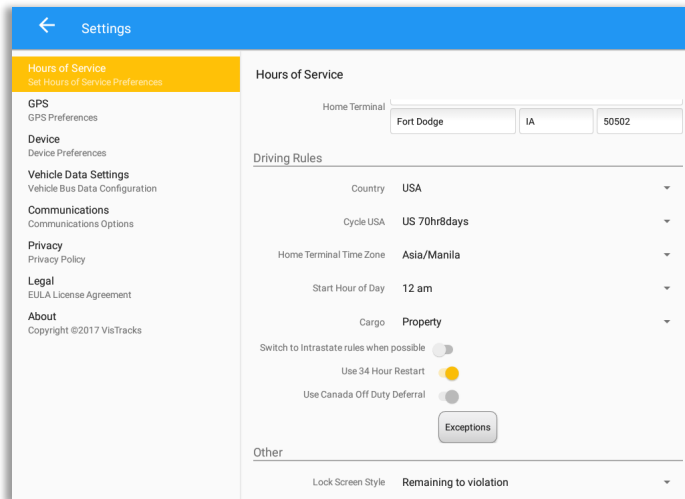 Settings
Hours of Service
Set Hours of Service Preferences
GPS
GPS Preferences
Device
Device Preferences
Vehicle Data Settings
Vehicle Bus Data Configuration
Communications
Communications Options
Privacy
Privacy Policy
Legal
EULA License Agreement
About
Copyright ©2017 VisTracks
Hours of Service
Home Terminal
Fort Dodge IA 50502
Driving Rules
Country USA
Cycle USA US 70hr8days
Home Terminal Time Zone Asia/Manila
Start Hour of Day 12 am
Cargo Property
Switch to Intrastate rules when possible
Use 34 Hour Restart
Use Canada Off Duty Deferral
Exceptions
Other
Lock Screen Style Remaining to violation